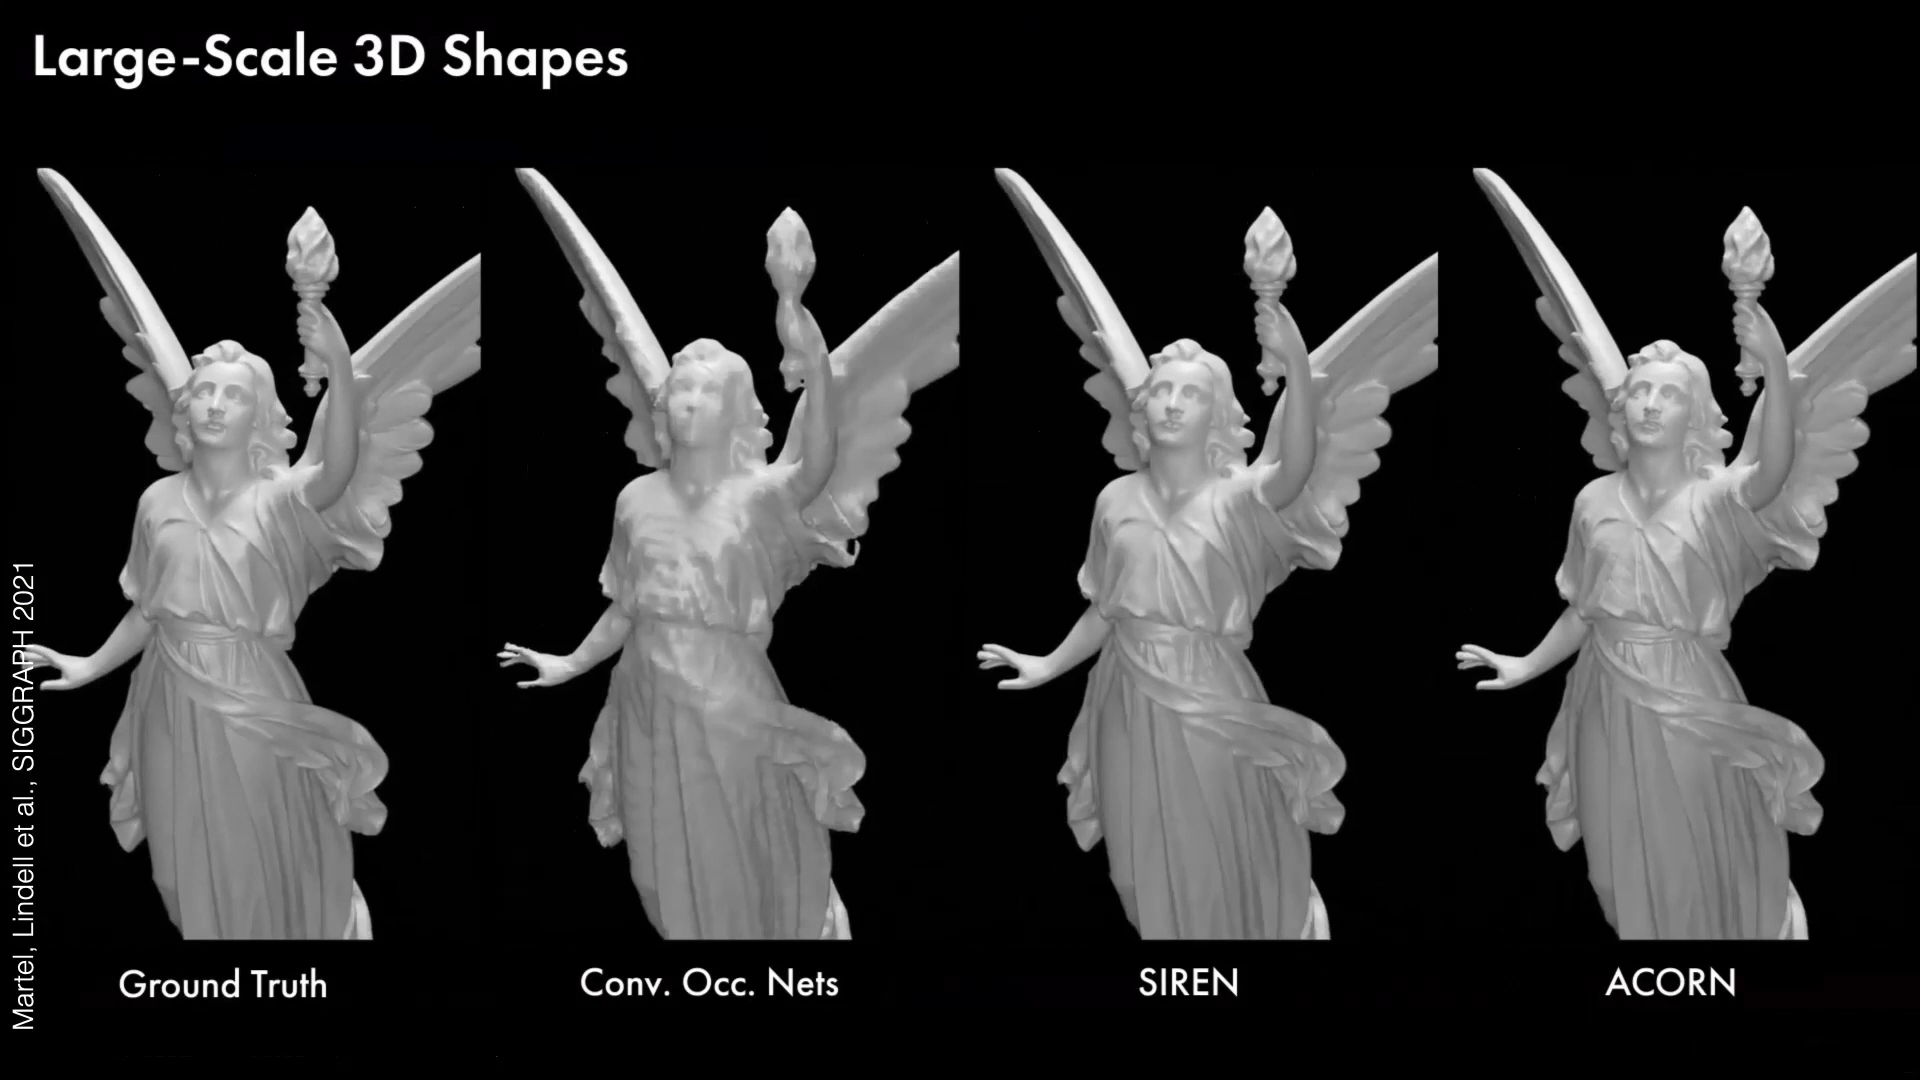 Large-Scale 3D Shapes
Martel, Lindell et al., SIGGRAPH 2021
Ground Truth
Conv. Occ. Nets
SIREN
ACORN